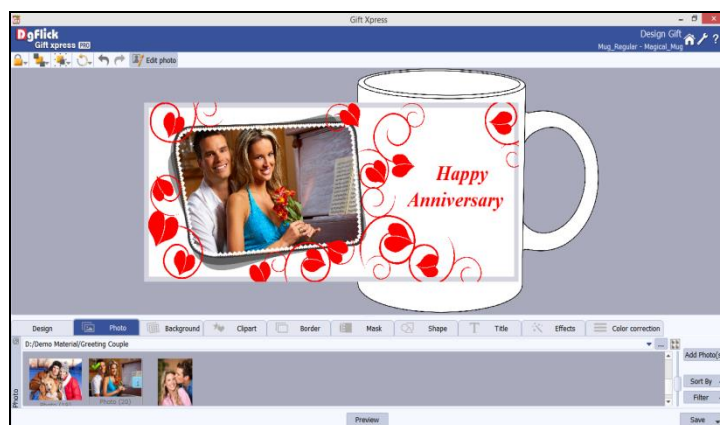 Gift Xpress
DgFlick
Gift xpress PRO
Design Gift
Mug_Regular - Magical_Mug
Edit photo
Happy
Anniversary
Design Photo Background Clipart Border Mask Shape Title Effects Color correction
D:/Demo Material/Greeting Couple
Add Photo(s)
Photo
Photo (20)
Sort By
Filter
Preview Save